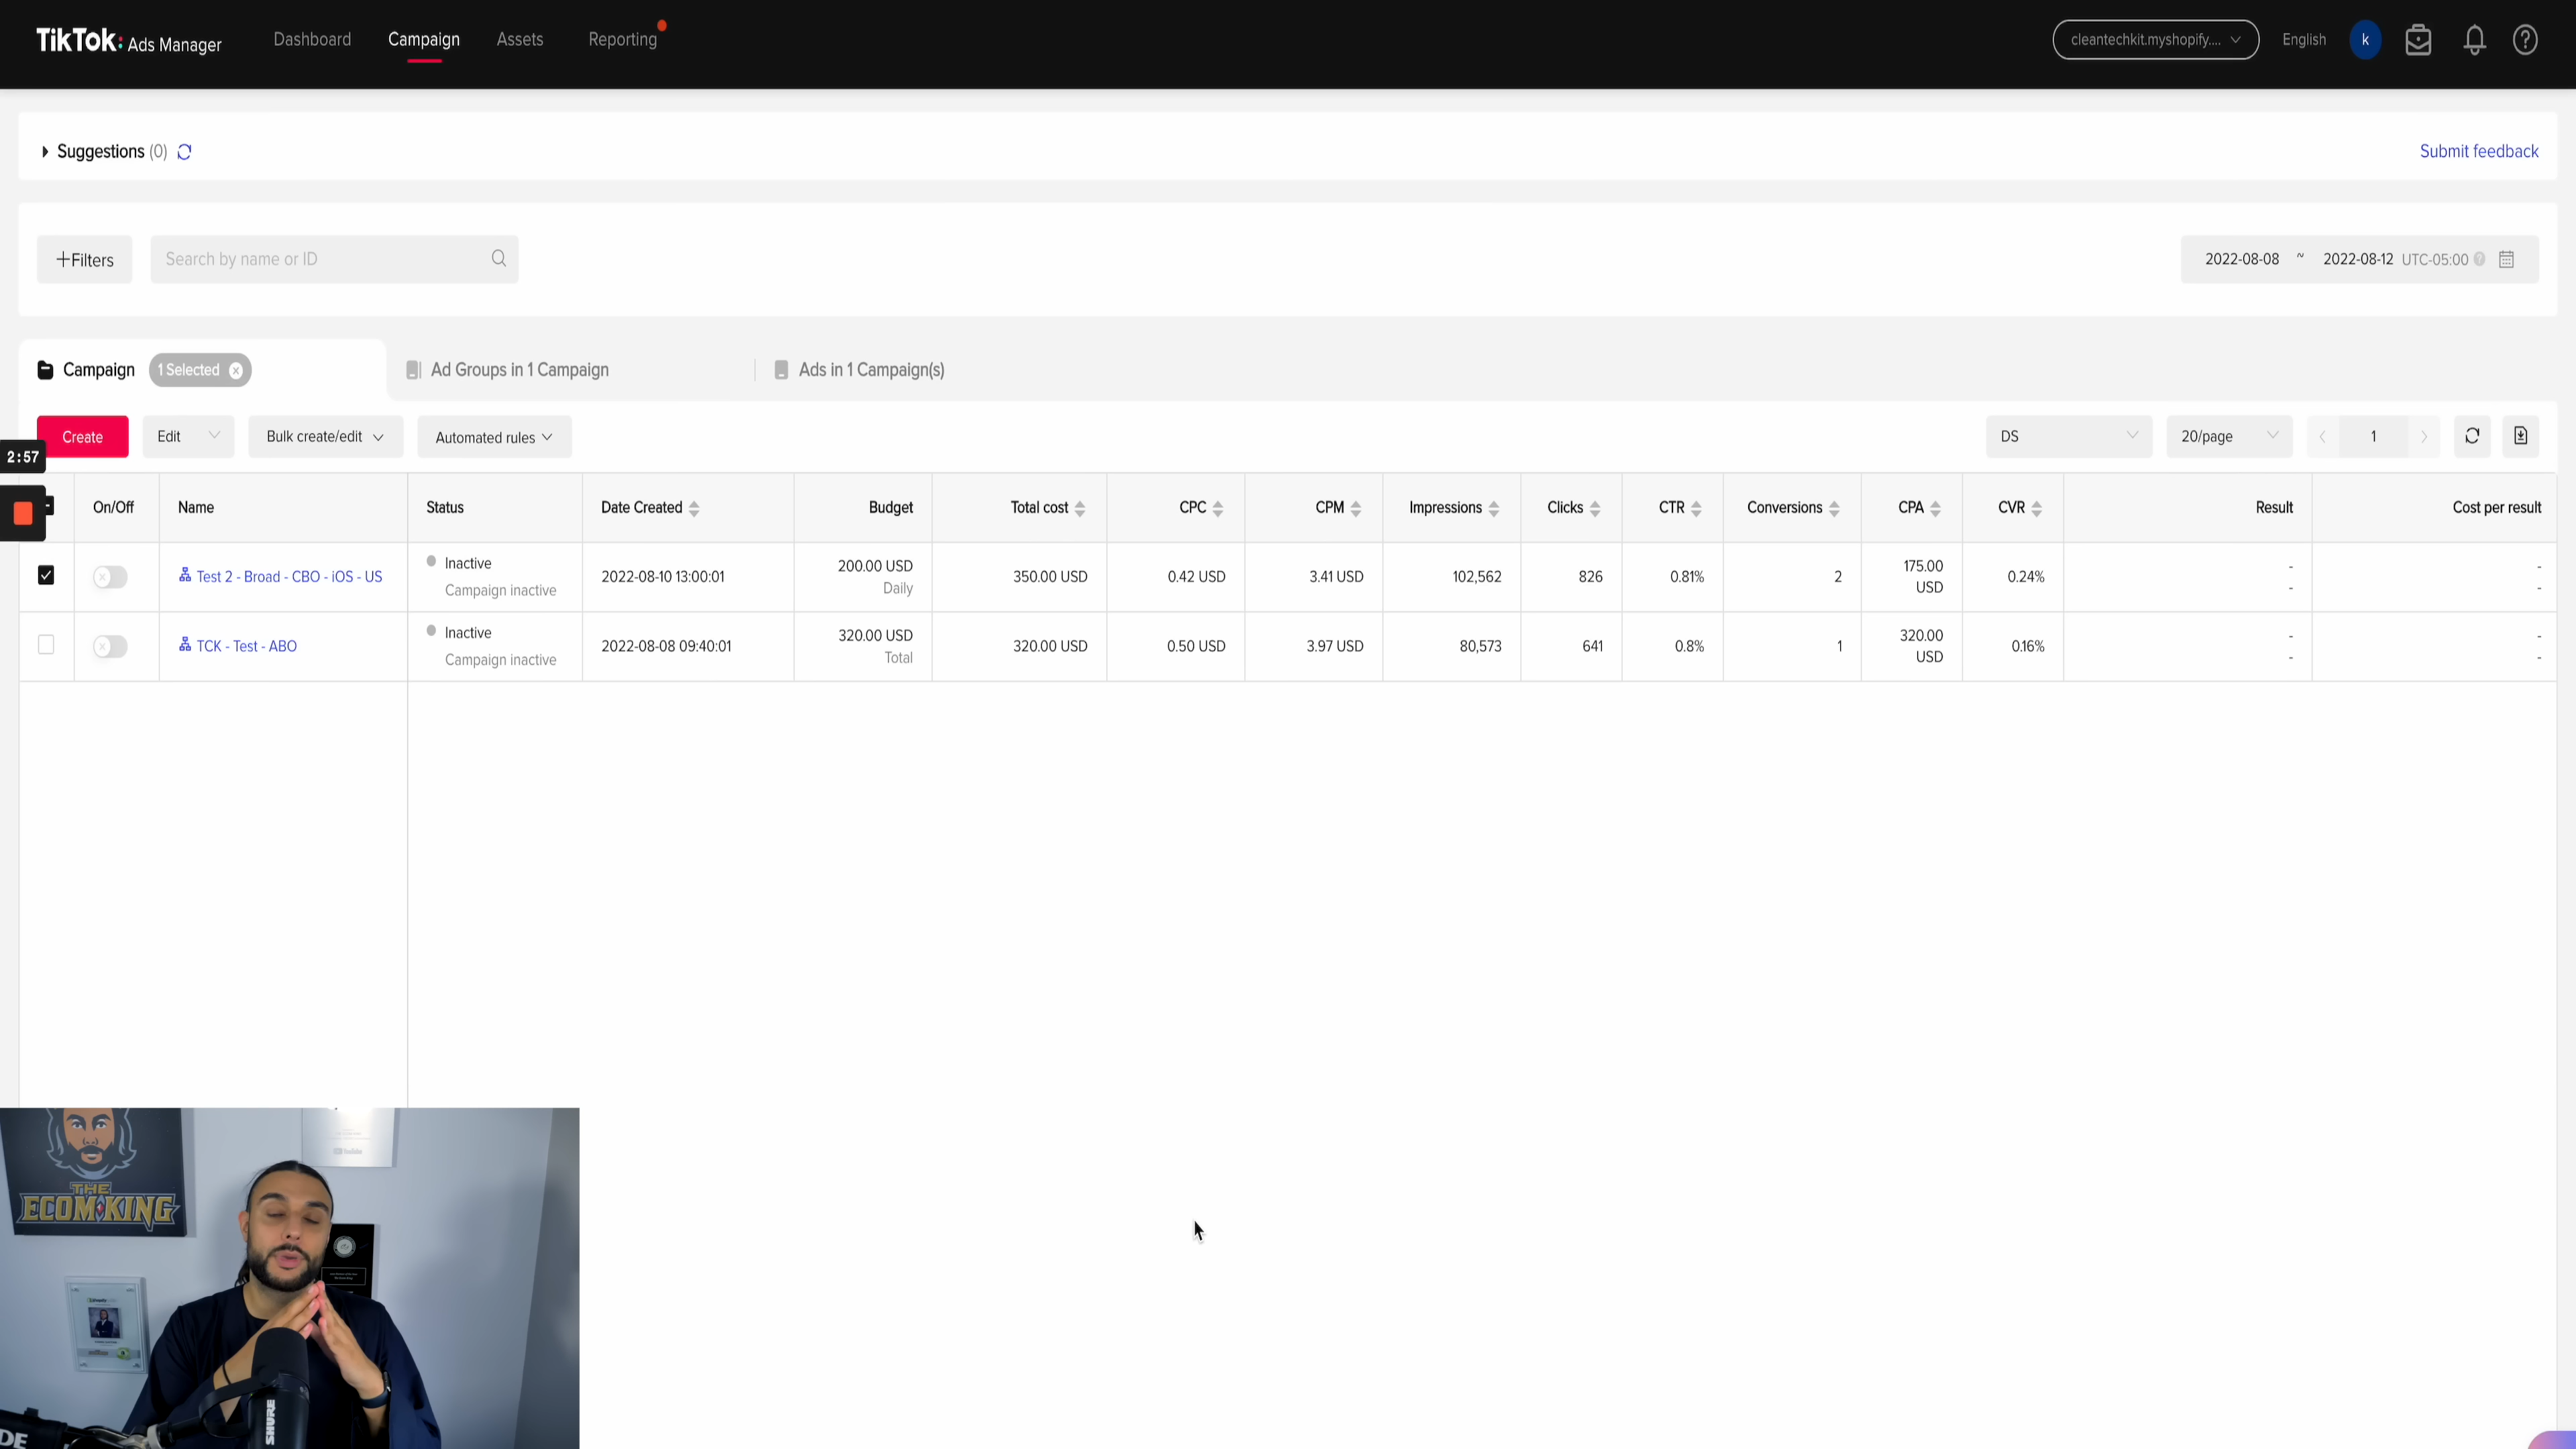 TikTok: Ads Manager Dashboard Campaign Assets Reporting cleantechkit.myshopify.... English k
Suggestions (0) Submit feedback
+Filters Search by name or ID 2022-08-08 ~ 2022-08-12 UTC-05:00
Campaign 1 Selected Ad Groups in 1 Campaign Ads in 1 Campaign(s)
Create Edit Bulk create/edit Automated rules DS 20/page 1
2:57
On/Off Name Status Date Created Budget Total cost CPC CPM Impressions Clicks CTR Conversions CPA CVR Result Cost per result
Test 2 - Broad - CBO - iOS - US Inactive 2022-08-10 13:00:01 200.00 USD 350.00 USD 0.42 USD 3.41 USD 102,562 826 0.81% 2 175.00 0.24% - -
Campaign inactive Daily USD - -
TCK - Test - ABO Inactive 2022-08-08 09:40:01 320.00 USD 320.00 USD 0.50 USD 3.97 USD 80,573 641 0.8% 1 320.00 0.16% - -
Campaign inactive Total USD - -
THE
ECOM KING
SHURE
DE